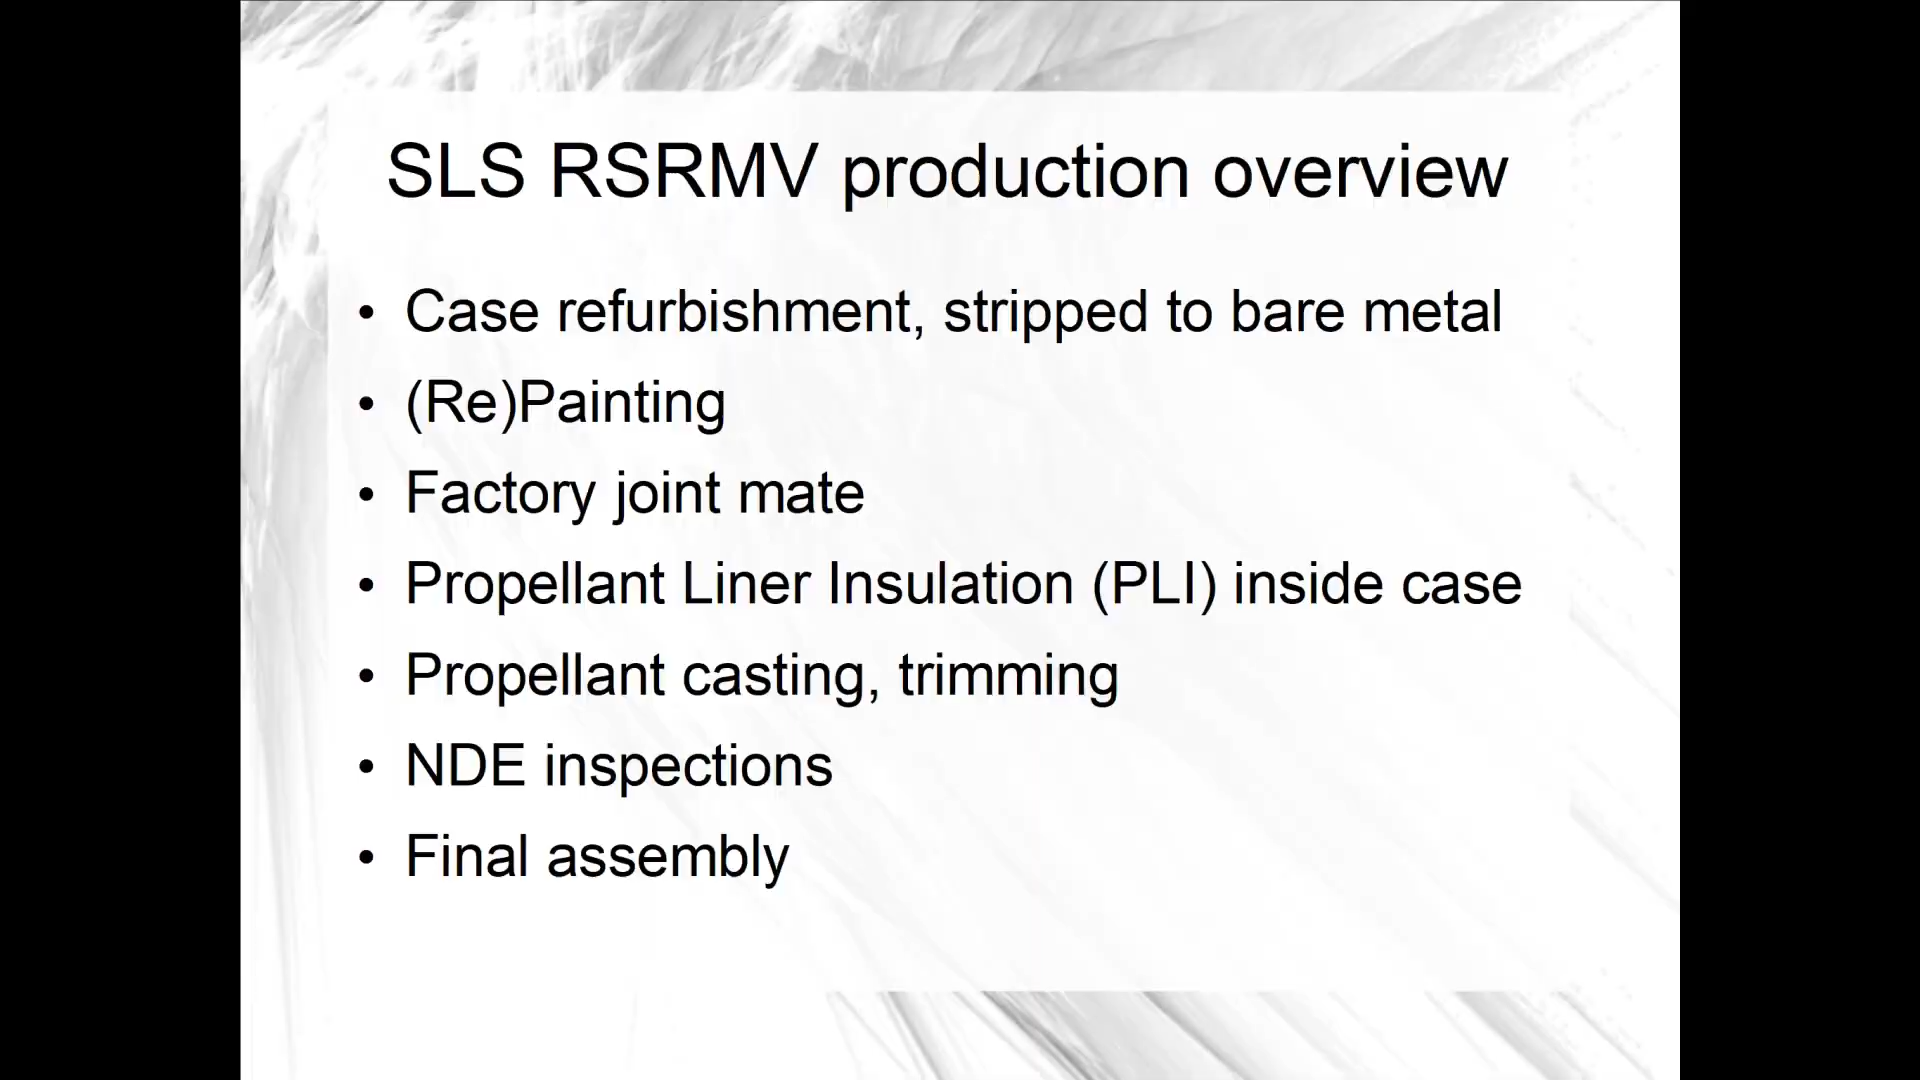 SLS RSRMV production overview
• Case refurbishment, stripped to bare metal
• (Re)Painting
• Factory joint mate
• Propellant Liner Insulation (PLI) inside case
• Propellant casting, trimming
• NDE inspections
• Final assembly